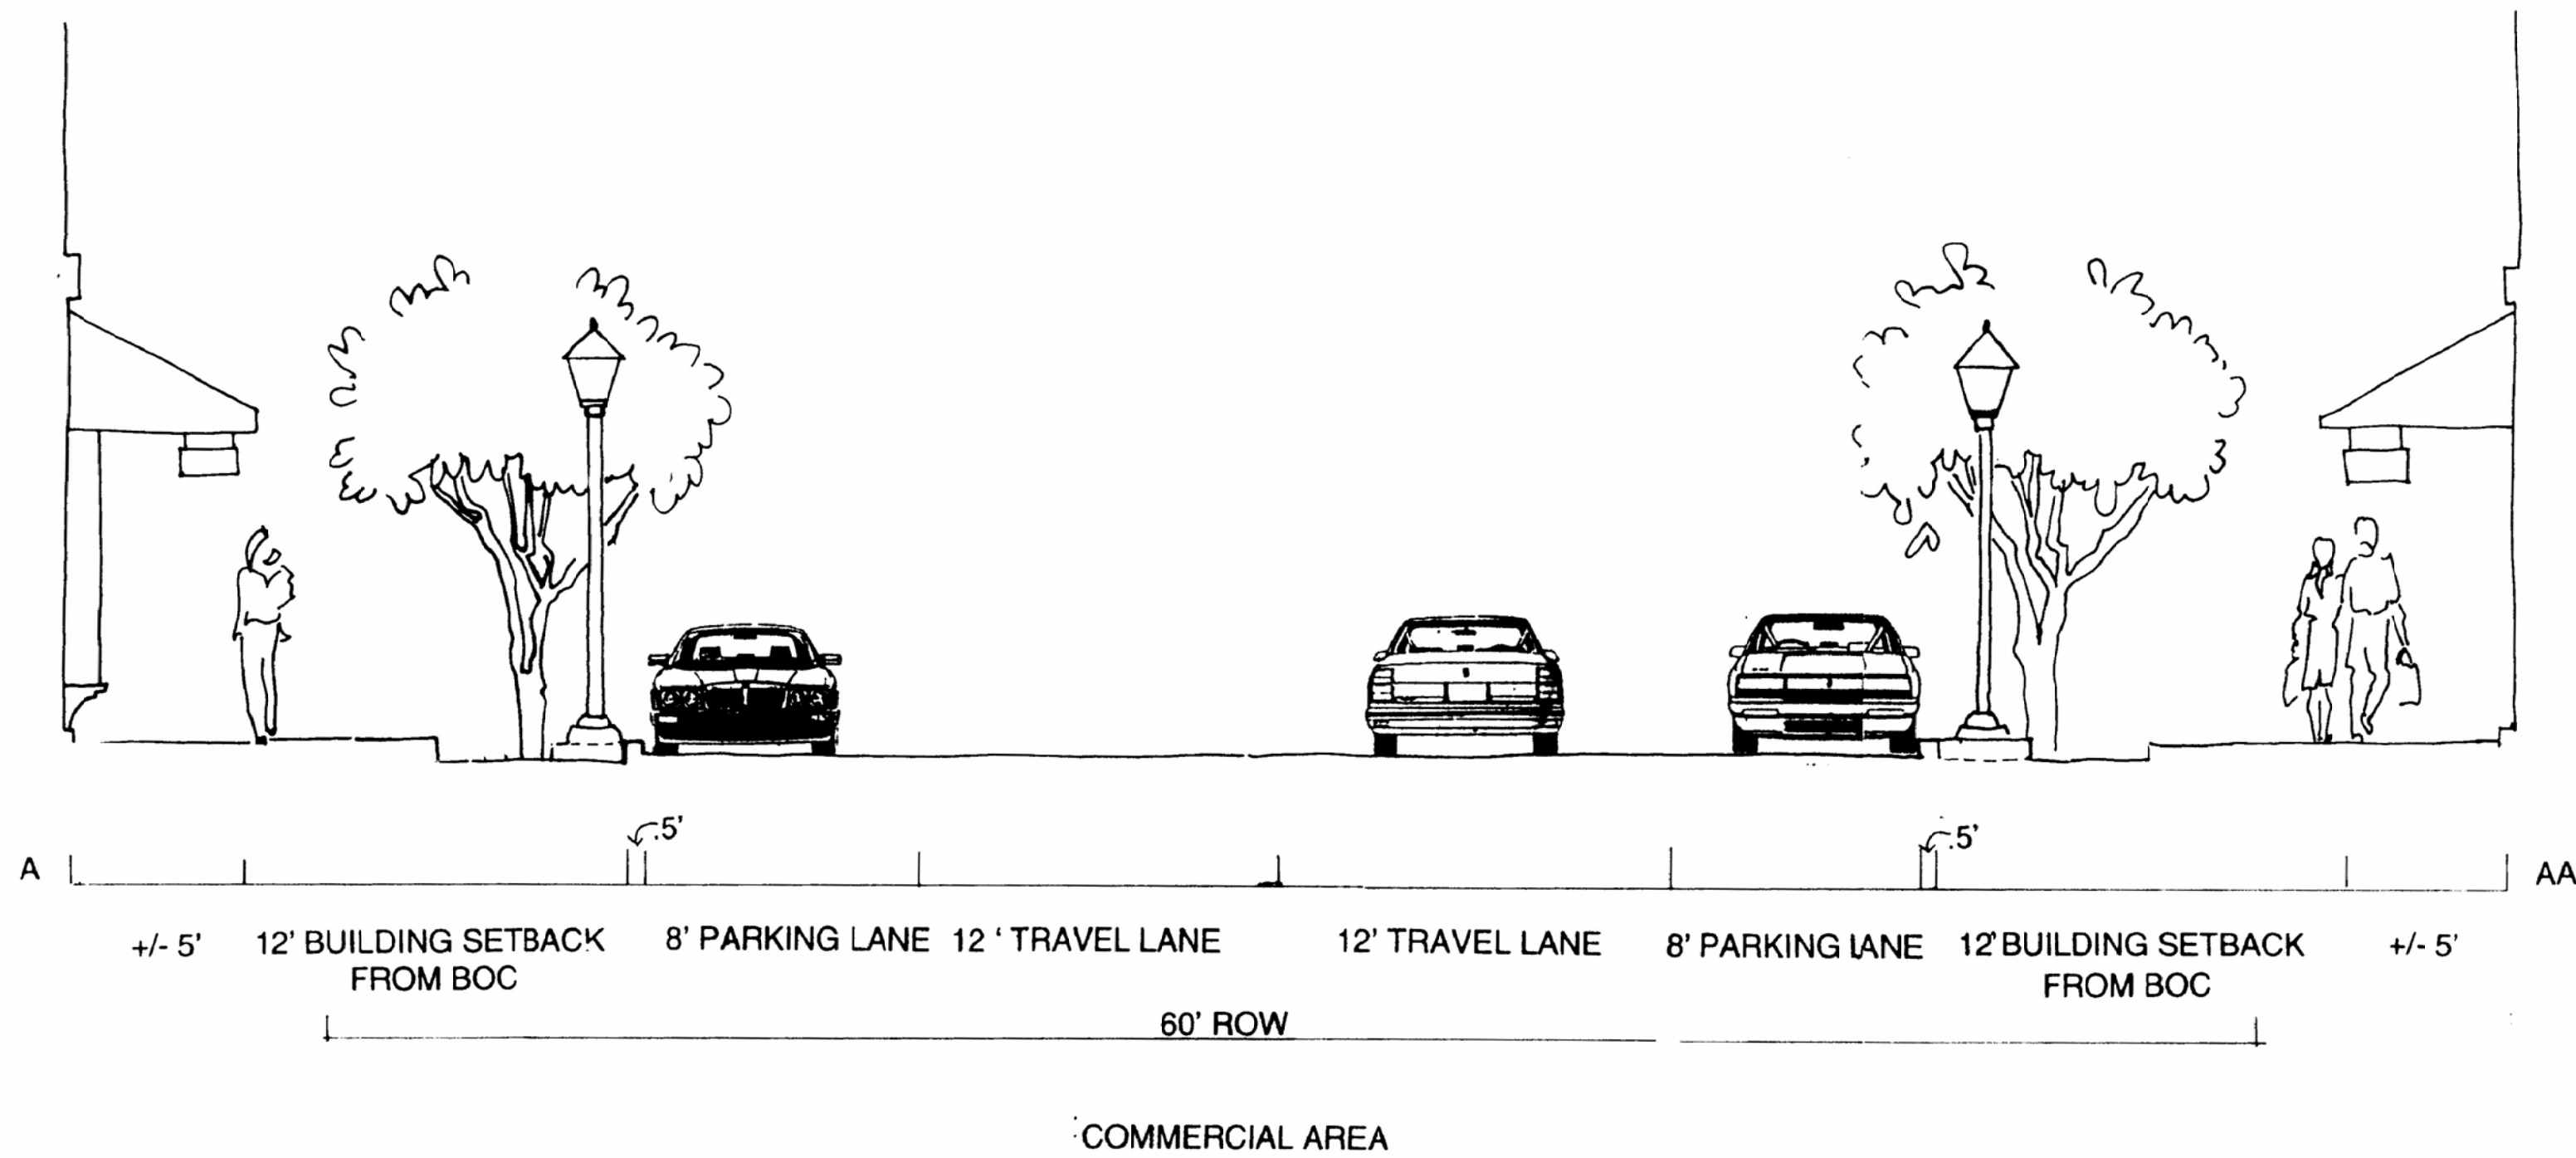 .5'
.5'
A
AA
+/- 5' 12' BUILDING SETBACK 8' PARKING LANE 12 ' TRAVEL LANE 12' TRAVEL LANE 8' PARKING LANE 12' BUILDING SETBACK +/- 5'
FROM BOC FROM BOC
60' ROW
COMMERCIAL AREA